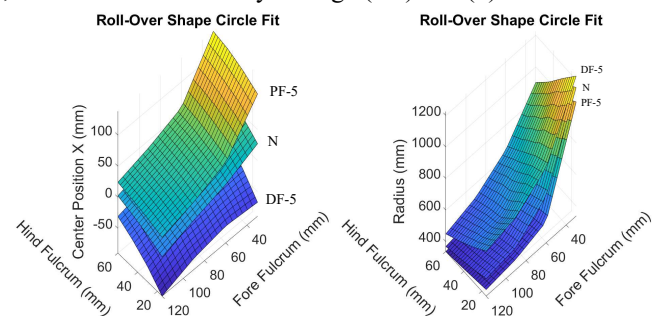 Roll-Over Shape Circle Fit
PF-5
N
DF-5
Center Position X (mm)
100
50
0
-50
Hind Fulcrum (mm)
60
40
20
Fore Fulcrum (mm)
120
100
80
60
40
Roll-Over Shape Circle Fit
DF-5
N
PF-5
Radius (mm)
1200
1000
800
600
400
Hind Fulcrum (mm)
60
40
20
Fore Fulcrum (mm)
120
100
80
60
40